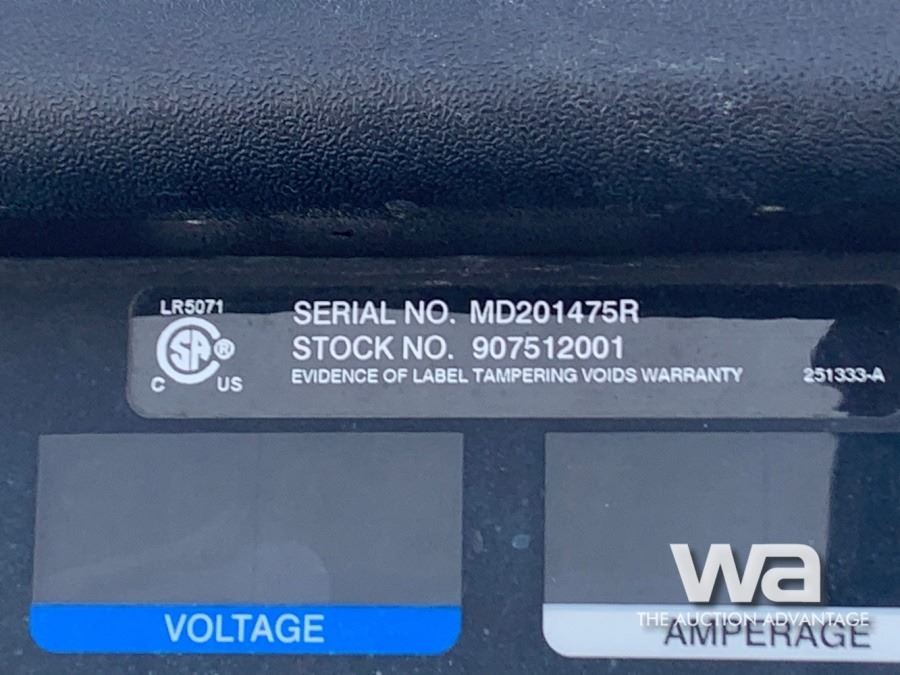 LR5071
SERIAL NO. MD201475R
STOCK NO. 907512001
SA ®
C US
EVIDENCE OF LABEL TAMPERING VOIDS WARRANTY 251333-A
VOLTAGE
AMPERAGE
wa
THE AUCTION ADVANTAGE